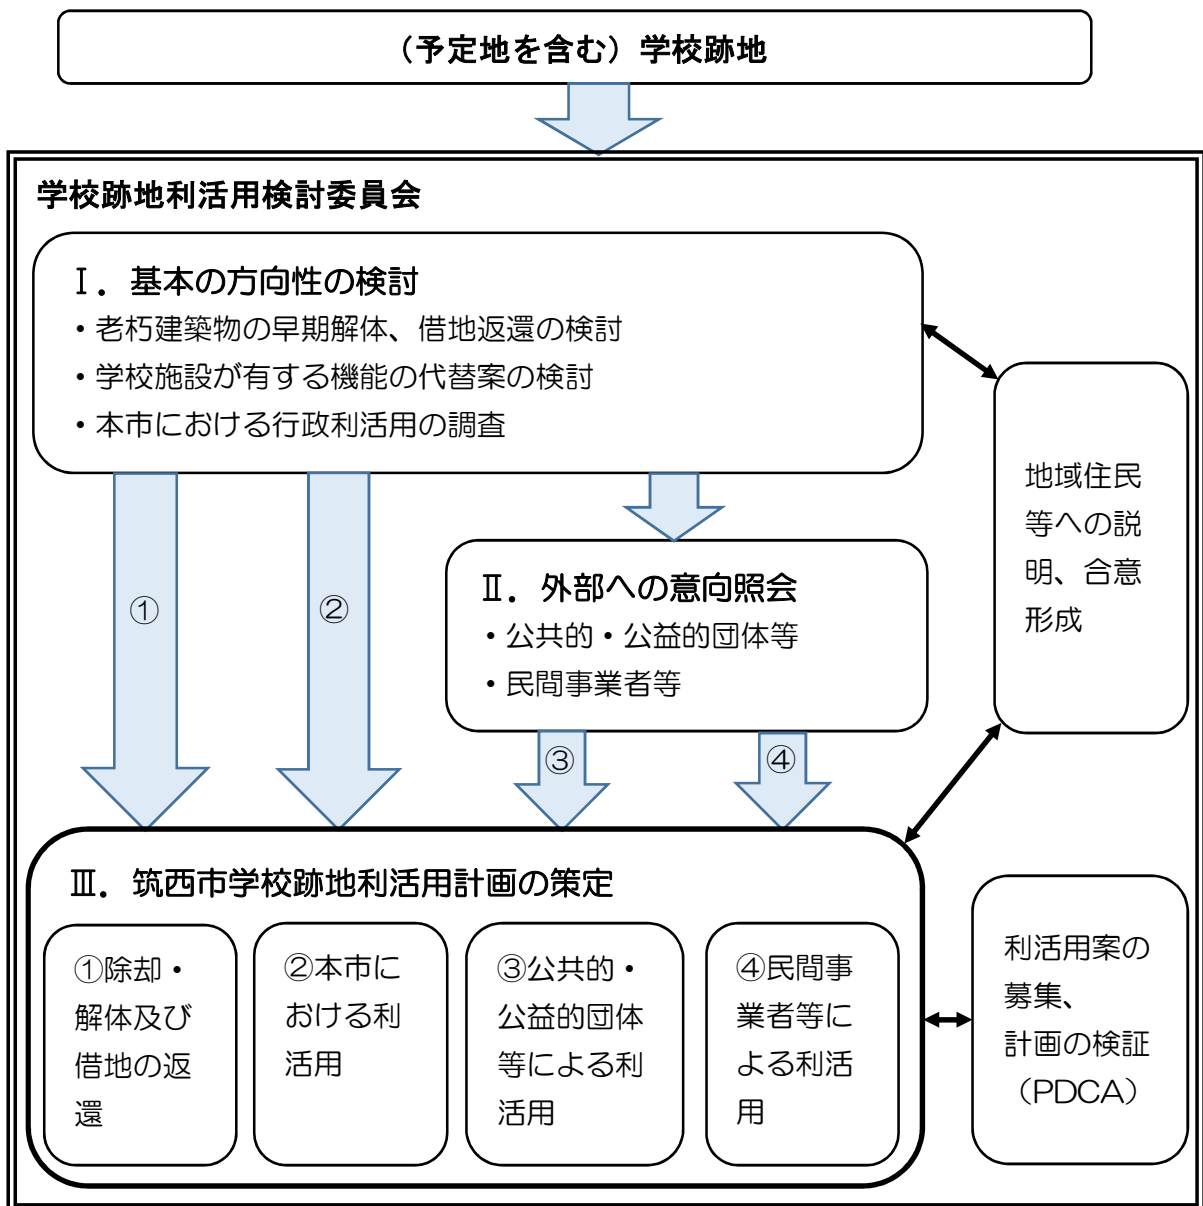 （予定地を含む）学校跡地
学校跡地利活用検討委員会
Ⅰ．基本の方向性の検討
・老朽建築物の早期解体、借地返還の検討
・学校施設が有する機能の代替案の検討
・本市における行政利活用の調査
地域住民
等への説
明、合意
形成
①
②
Ⅱ．外部への意向照会
・公共的・公益的団体等
・民間事業者等
③
④
Ⅲ．筑西市学校跡地利活用計画の策定
①除却・
解体及び
借地の返
還
②本市に
おける利
活用
③公共的・
公益的団体
等による利
活用
④民間事
業者等に
よる利活
用
利活用案の
募集、
計画の検証
（PDCA）